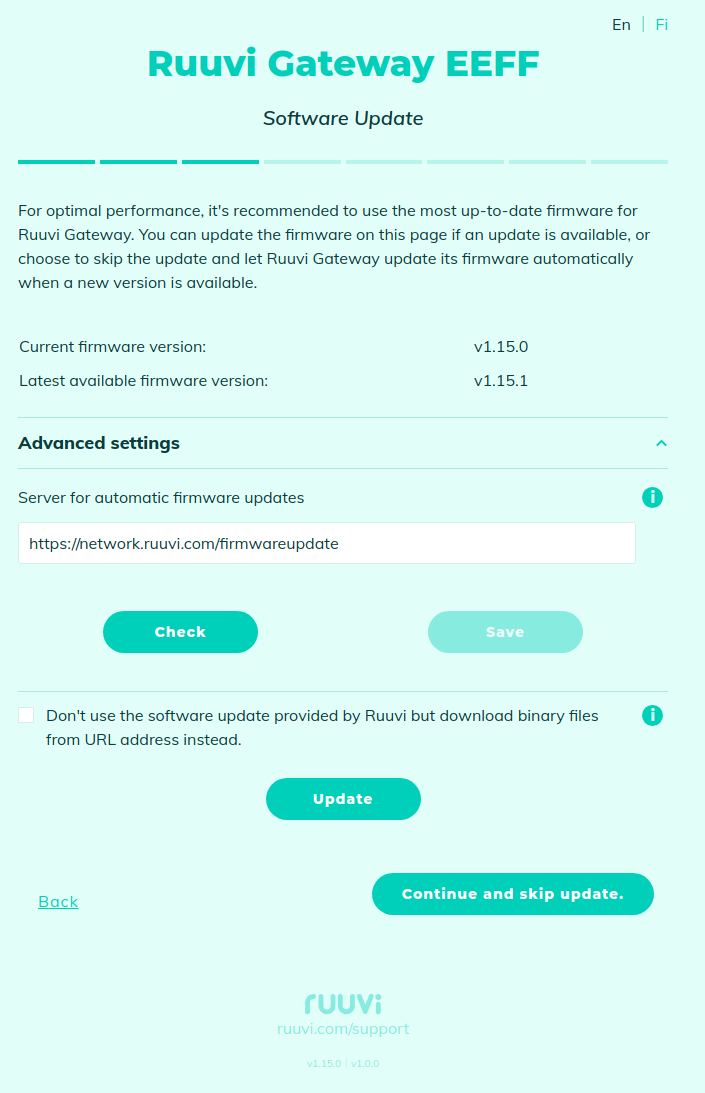 En | Fi
Ruuvi Gateway EEFF
Software Update
For optimal performance, it's recommended to use the most up-to-date firmware for
Ruuvi Gateway. You can update the firmware on this page if an update is available, or
choose to skip the update and let Ruuvi Gateway update its firmware automatically
when a new version is available.
Current firmware version: v1.15.0
Latest available firmware version: v1.15.1
Advanced settings
Server for automatic firmware updates
https://network.ruuvi.com/firmwareupdate
Check Save
Don't use the software update provided by Ruuvi but download binary files
from URL address instead.
Update
Back Continue and skip update.
ruuvi
ruuvi.com/support
v1.15.0 | v1.0.0